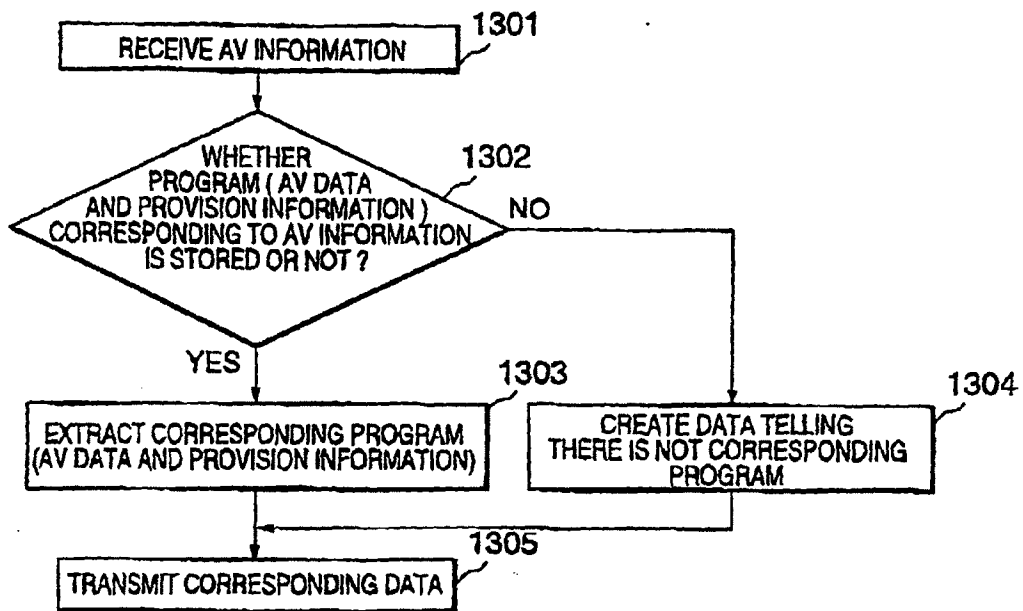 1301
RECEIVE AV INFORMATION
1302
WHETHER
PROGRAM ( AV DATA
AND PROVISION INFORMATION )
CORRESPONDING TO AV INFORMATION
IS STORED OR NOT ?
NO
YES
1303
EXTRACT CORRESPONDING PROGRAM
(AV DATA AND PROVISION INFORMATION)
1304
CREATE DATA TELLING
THERE IS NOT CORRESPONDING
PROGRAM
1305
TRANSMIT CORRESPONDING DATA